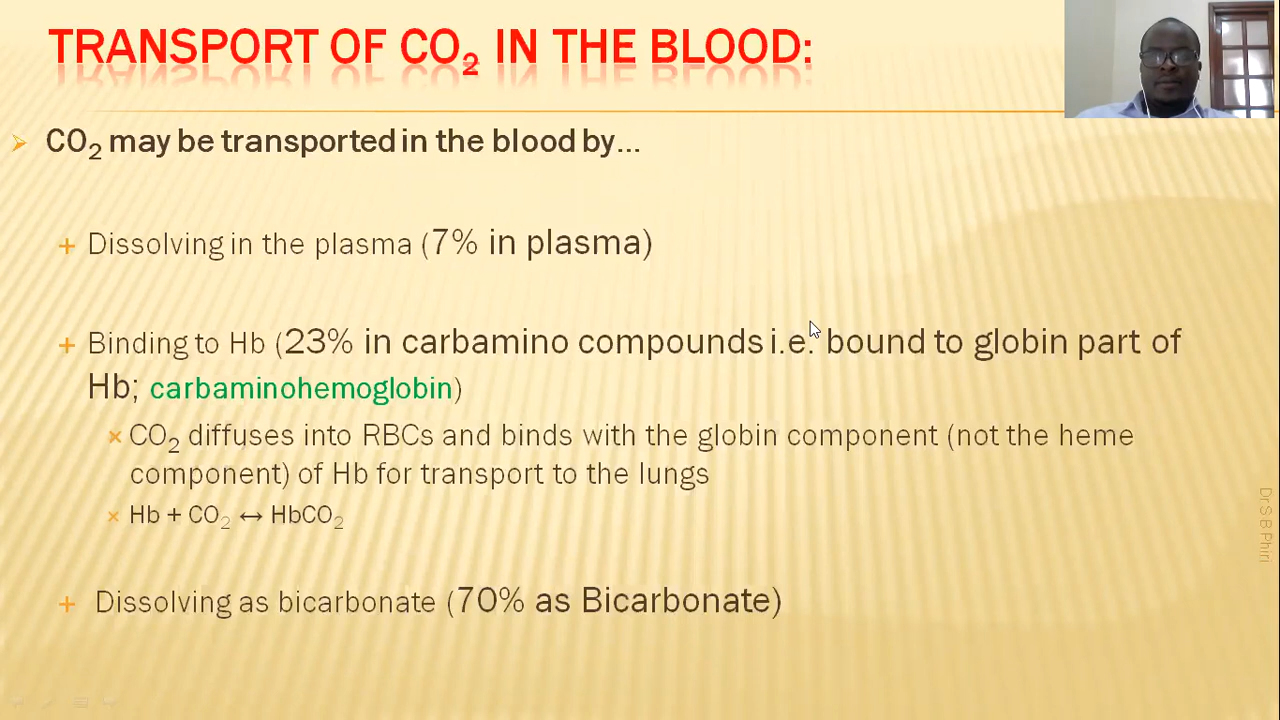 TRANSPORT OF CO₂ IN THE BLOOD:
CO₂ may be transported in the blood by...
Dissolving in the plasma (7% in plasma)
Binding to Hb (23% in carbamino compounds i.e. bound to globin part of
Hb; carbaminohemoglobin)
CO₂ diffuses into RBCs and binds with the globin component (not the heme
component) of Hb for transport to the lungs
Hb + CO₂ ↔ HbCO₂
Dissolving as bicarbonate (70% as Bicarbonate)
Dr S B Phiri